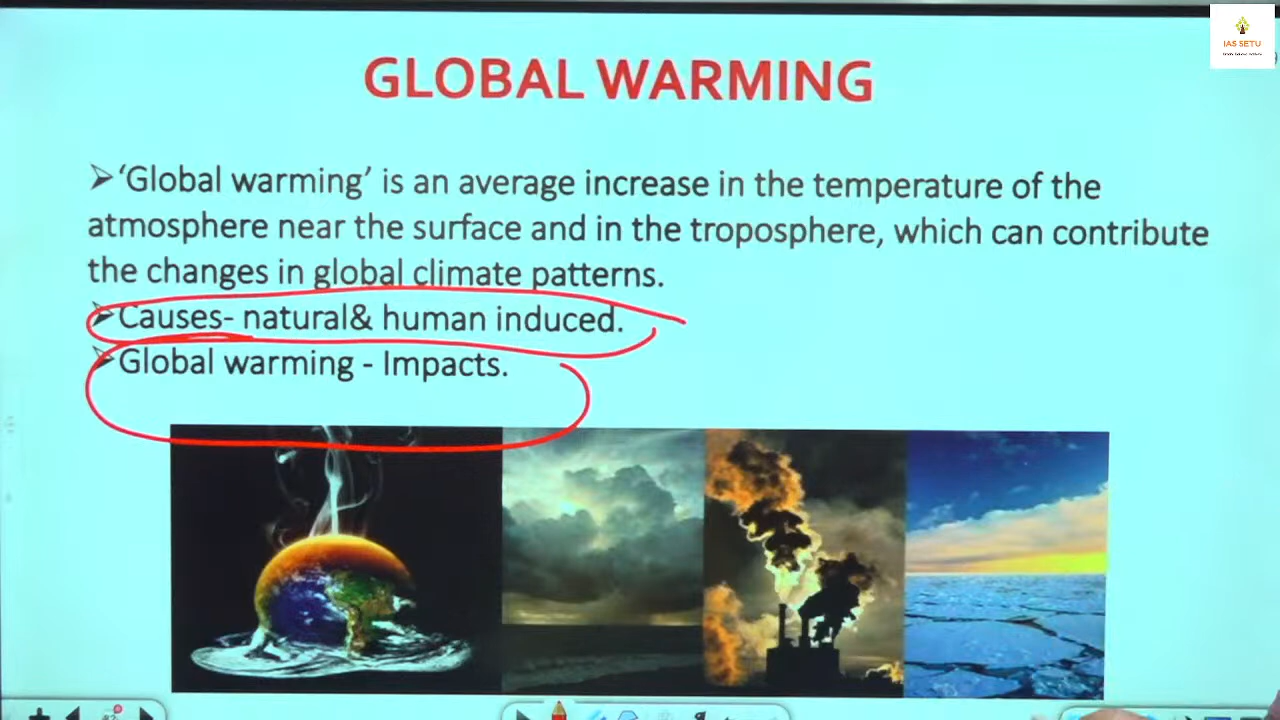 IAS SETU
GLOBAL WARMING
➤‘Global warming’ is an average increase in the temperature of the
atmosphere near the surface and in the troposphere, which can contribute
the changes in global climate patterns.
➤Causes- natural& human induced.
➤Global warming - Impacts.